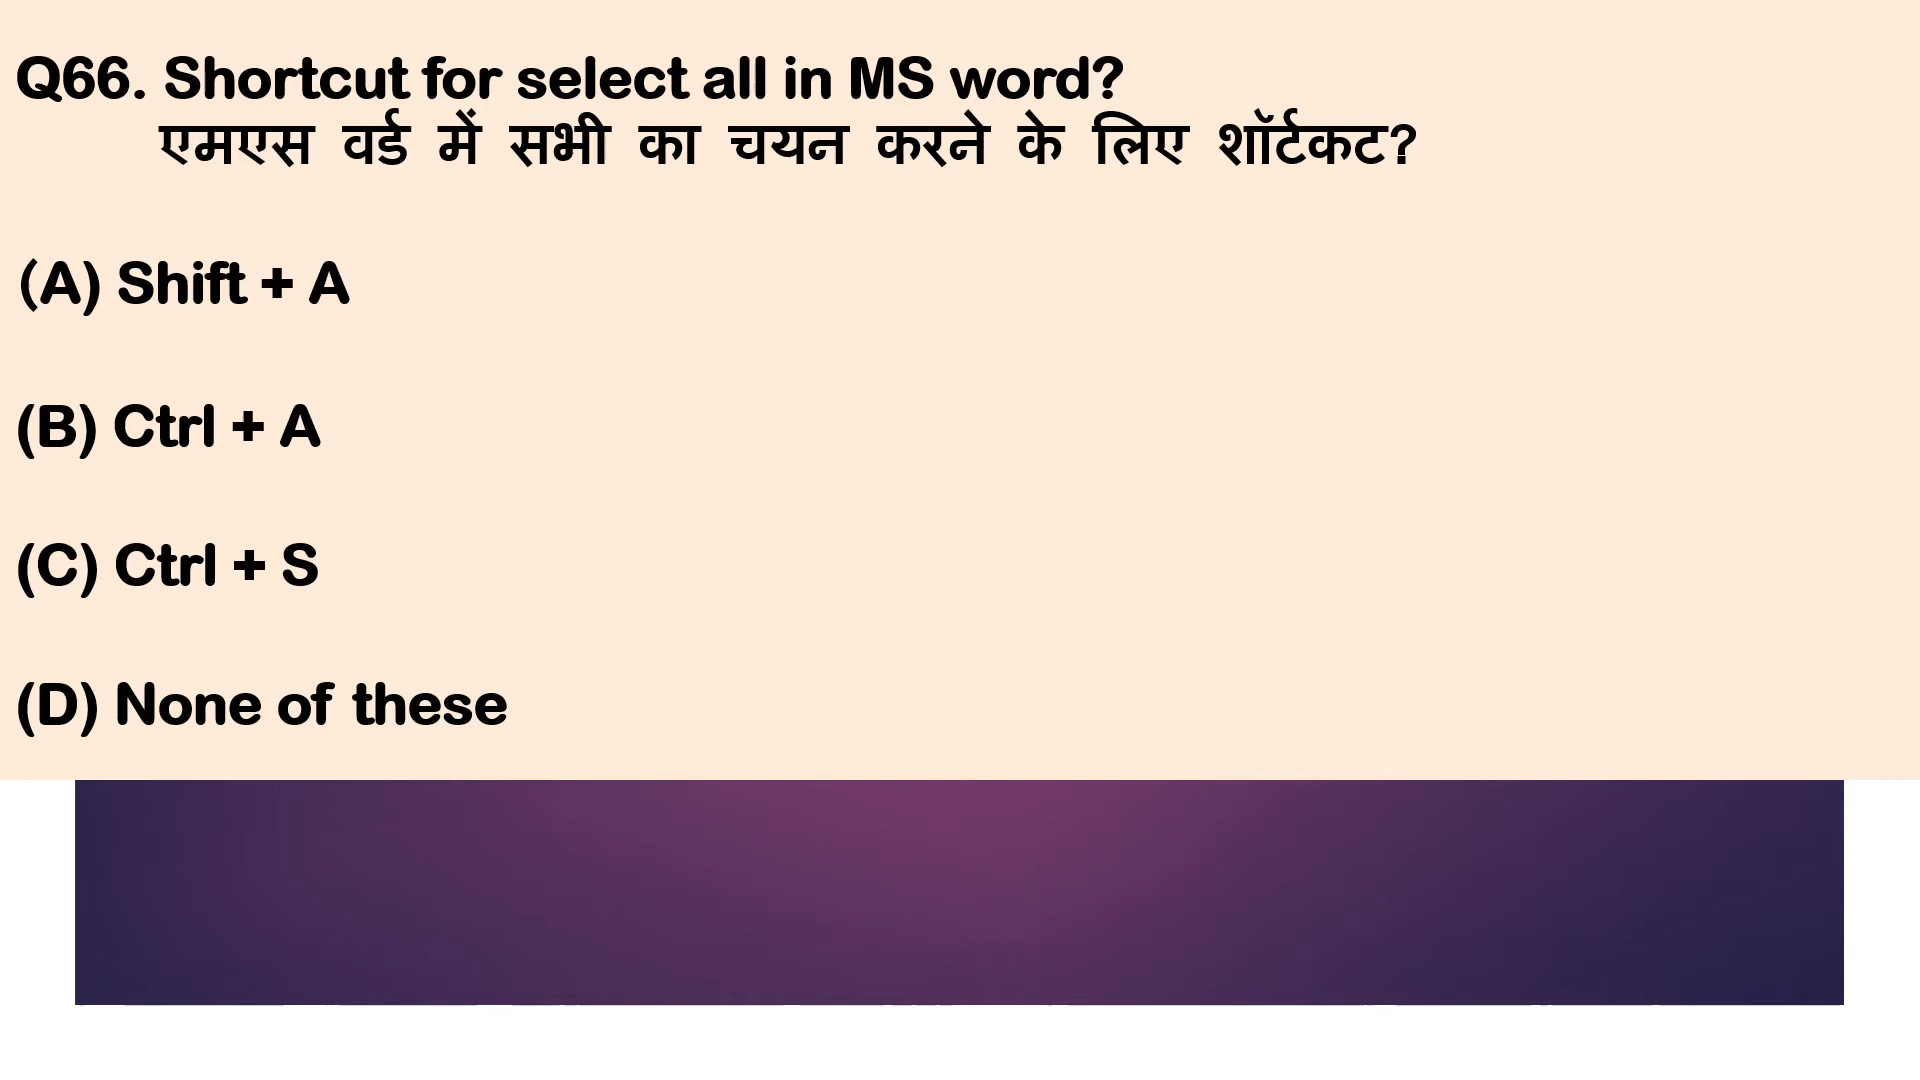 Q66. Shortcut for select all in MS word?
एमएस वर्ड में सभी का चयन करने के लिए शॉर्टकट?
(A) Shift + A
(B) Ctrl + A
(C) Ctrl + S
(D) None of these